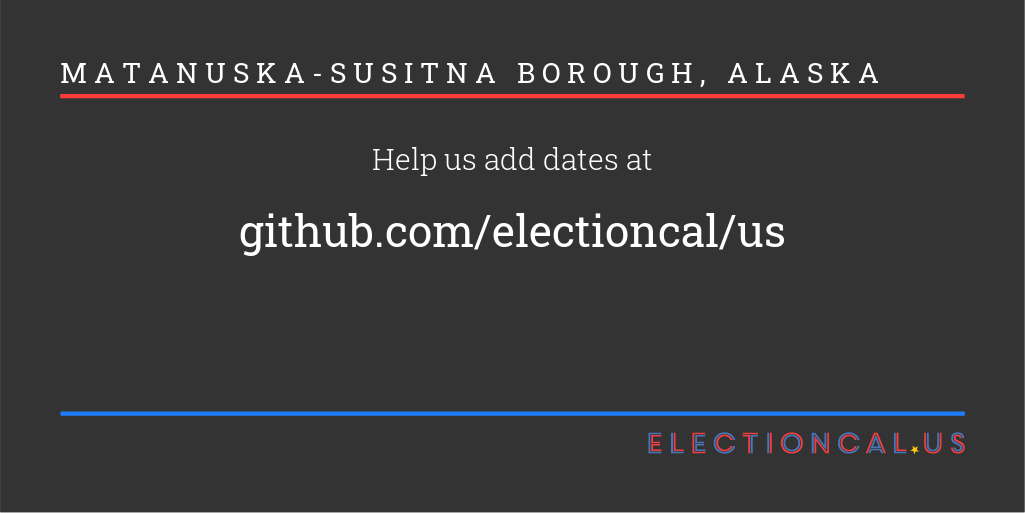 MATANUSKA-SUSITNA BOROUGH, ALASKA
Help us add dates at
github.com/electioncal/us
ELECTIONCAL.US